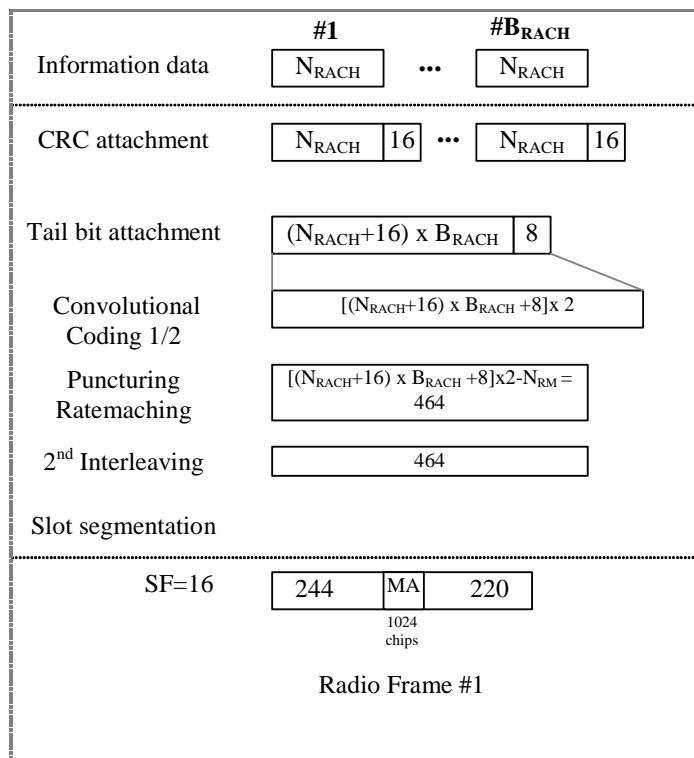 #1 #B_RACH
Information data N_RACH ••• N_RACH
CRC attachment N_RACH 16 ••• N_RACH 16
Tail bit attachment (N_RACH+16) x B_RACH 8
Convolutional
Coding 1/2
[(N_RACH+16) x B_RACH +8]x 2
Puncturing
Ratemaching
[(N_RACH+16) x B_RACH +8]x2-N_RM =
464
2nd Interleaving 464
Slot segmentation
SF=16 244 MA 220
1024
chips
Radio Frame #1